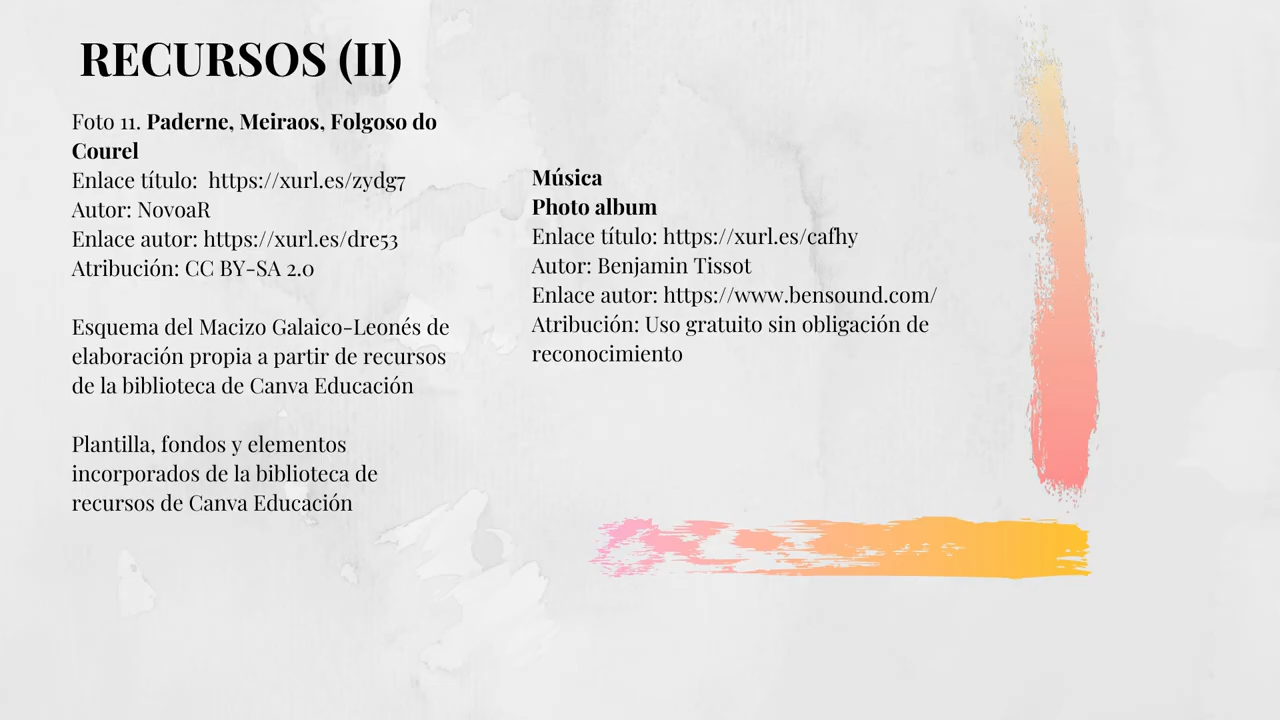 RECURSOS (II)
Foto 11. Paderne, Meiraos, Folgoso do
Courel
Enlace título:  https://xurl.es/zydg7
Autor: NovoaR
Enlace autor: https://xurl.es/dre53
Atribución: CC BY-SA 2.0
Esquema del Macizo Galaico-Leonés de
elaboración propia a partir de recursos
de la biblioteca de Canva Educación
Plantilla, fondos y elementos
incorporados de la biblioteca de
recursos de Canva Educación
Música
Photo album
Enlace título: https://xurl.es/cafhy
Autor: Benjamin Tissot
Enlace autor: https://www.bensound.com/
Atribución: Uso gratuito sin obligación de
reconocimiento